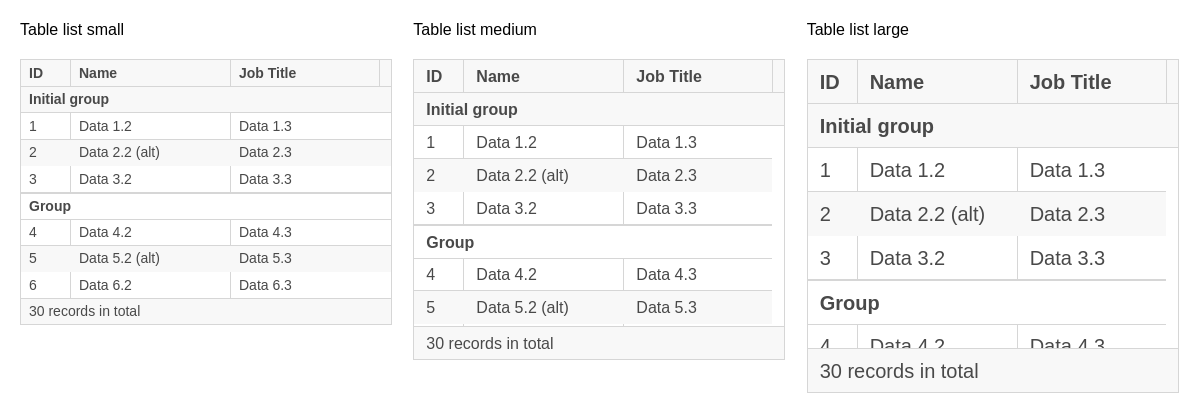 Table list small
ID Name Job Title
Initial group
1 Data 1.2 Data 1.3
2 Data 2.2 (alt) Data 2.3
3 Data 3.2 Data 3.3
Group
4 Data 4.2 Data 4.3
5 Data 5.2 (alt) Data 5.3
6 Data 6.2 Data 6.3
30 records in total
Table list medium
ID Name Job Title
Initial group
1 Data 1.2 Data 1.3
2 Data 2.2 (alt) Data 2.3
3 Data 3.2 Data 3.3
Group
4 Data 4.2 Data 4.3
5 Data 5.2 (alt) Data 5.3
30 records in total
Table list large
ID Name Job Title
Initial group
1 Data 1.2 Data 1.3
2 Data 2.2 (alt) Data 2.3
3 Data 3.2 Data 3.3
Group
4 Data 4.2 Data 4.3
30 records in total